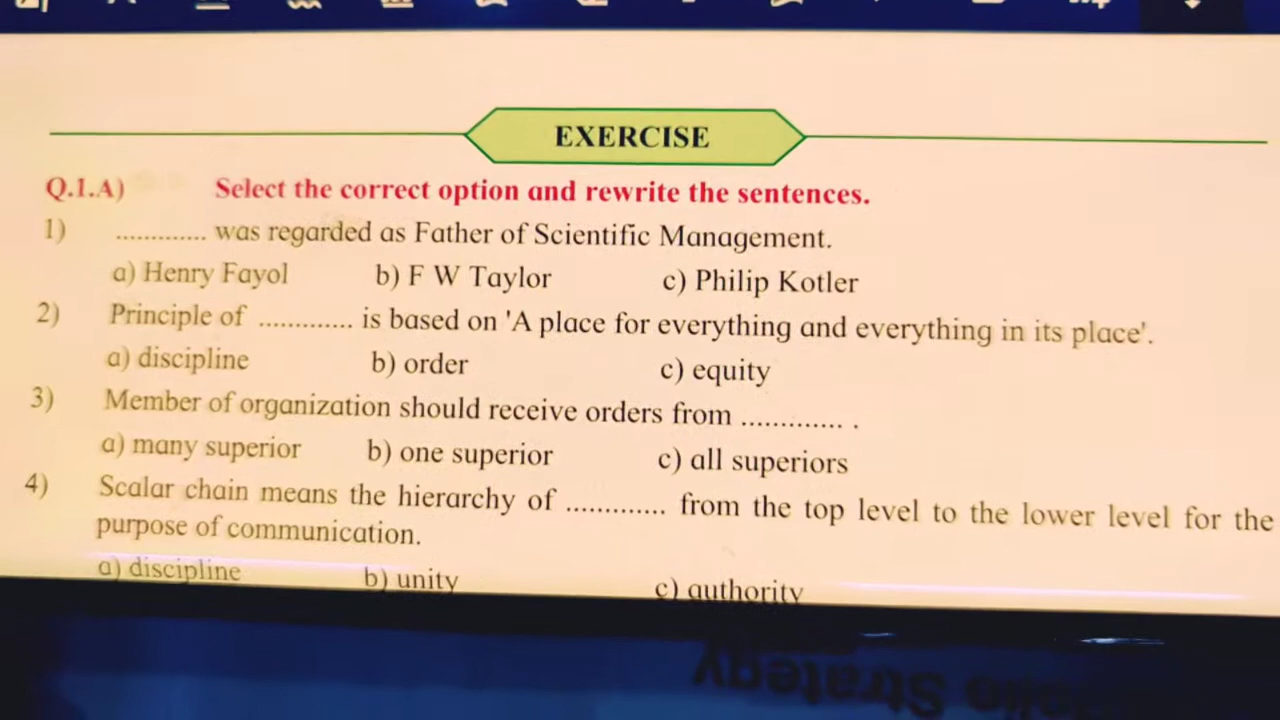 EXERCISE
Q.1.A) Select the correct option and rewrite the sentences.
1) ............. was regarded as Father of Scientific Management.
a) Henry Fayol b) F W Taylor c) Philip Kotler
2) Principle of ............. is based on 'A place for everything and everything in its place'.
a) discipline b) order c) equity
3) Member of organization should receive orders from ............. .
a) many superior b) one superior c) all superiors
4) Scalar chain means the hierarchy of ............. from the top level to the lower level for the
purpose of communication.
a) discipline b) unity c) authority
Strategy